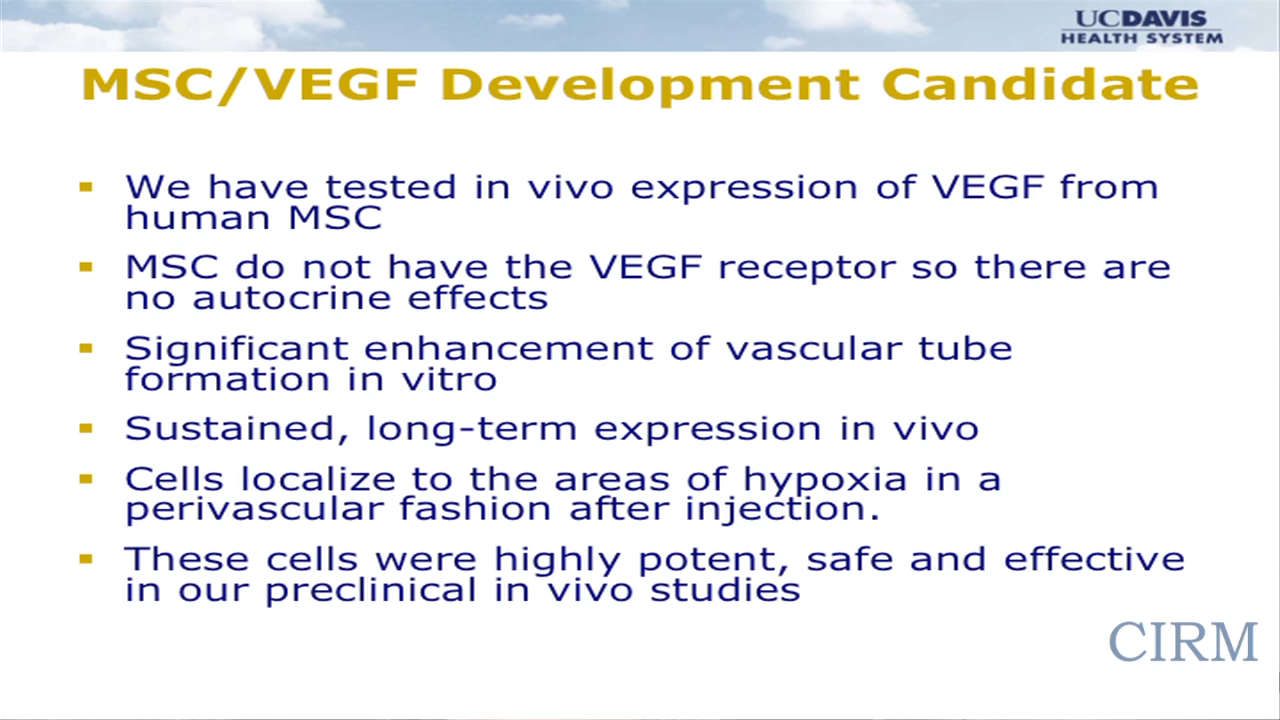 UCDAVIS
HEALTH SYSTEM
MSC/VEGF Development Candidate
▪ We have tested in vivo expression of VEGF from
human MSC
▪ MSC do not have the VEGF receptor so there are
no autocrine effects
▪ Significant enhancement of vascular tube
formation in vitro
▪ Sustained, long-term expression in vivo
▪ Cells localize to the areas of hypoxia in a
perivascular fashion after injection.
▪ These cells were highly potent, safe and effective
in our preclinical in vivo studies
CIRM